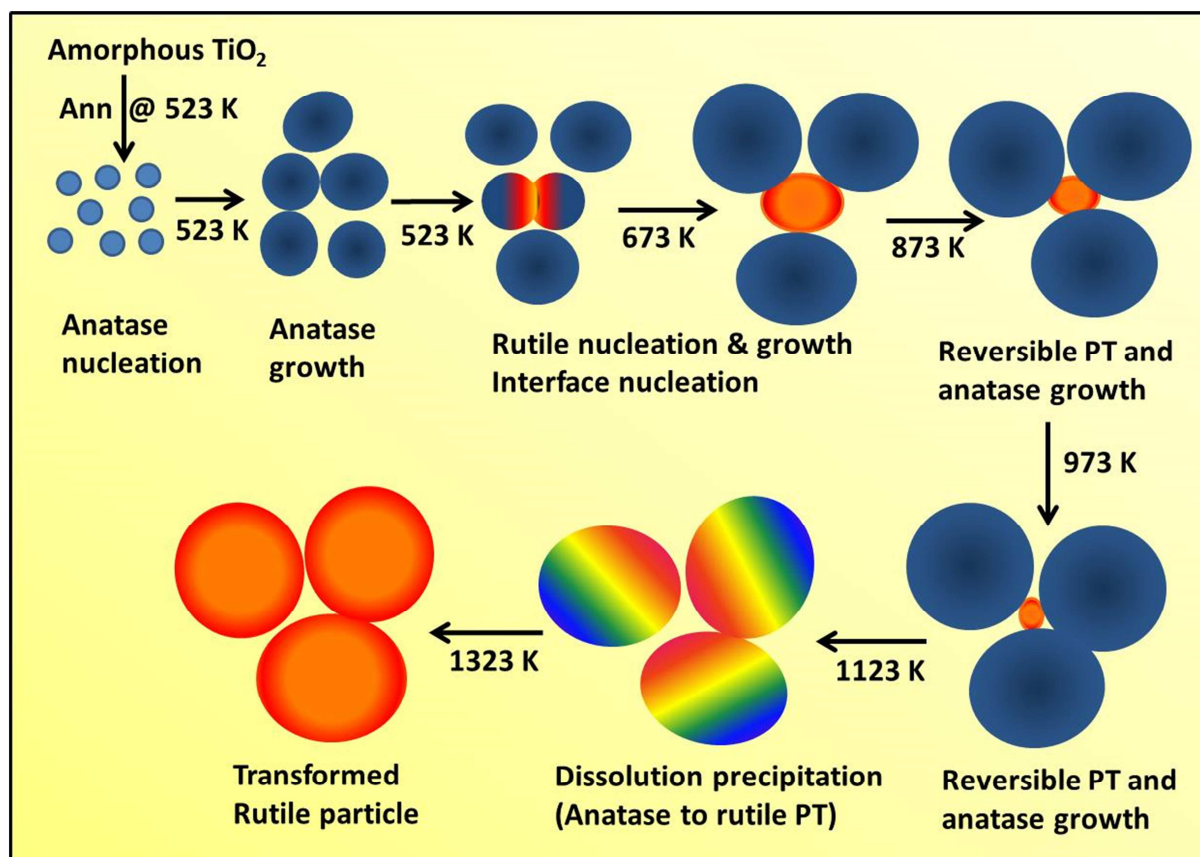 Amorphous TiO₂
Ann @ 523 K
523 K
523 K
673 K
873 K
Anatase
nucleation
Anatase
growth
Rutile nucleation & growth
Interface nucleation
Reversible PT and
anatase growth
973 K
1123 K
1323 K
Transformed
Rutile particle
Dissolution precipitation
(Anatase to rutile PT)
Reversible PT and
anatase growth